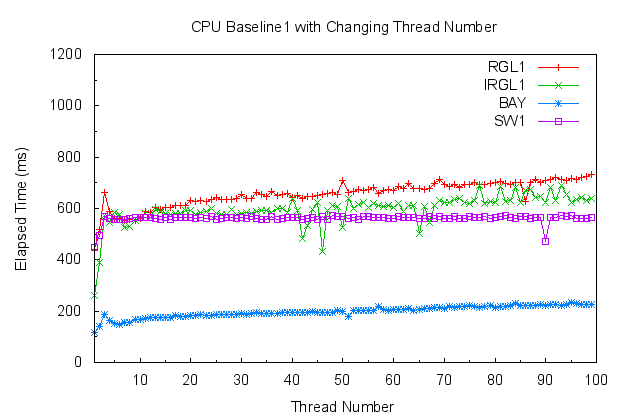 CPU Baseline1 with Changing Thread Number
1200
1000
800
600
400
200
0
10 20 30 40 50 60 70 80 90 100
Elapsed Time (ms)
Thread Number
RGL1
IRGL1
BAY
SW1